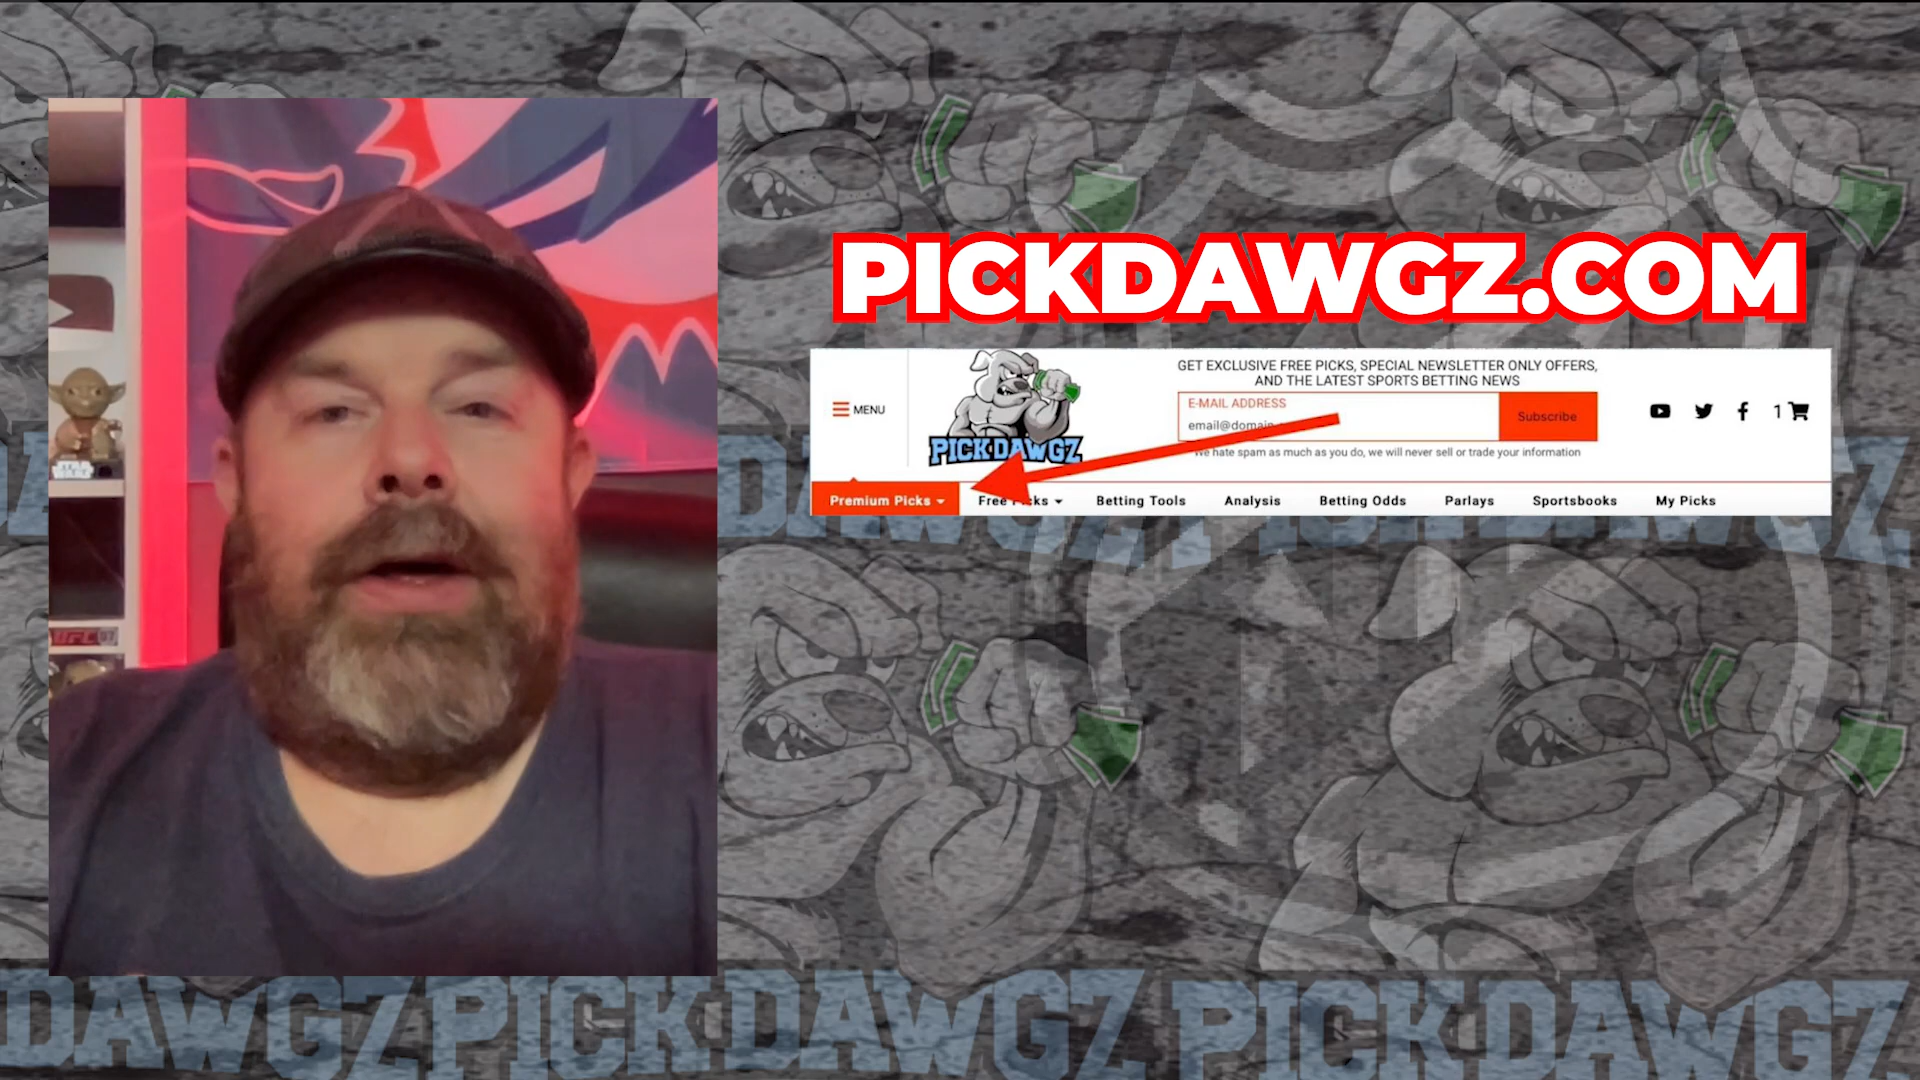 PICKDAWGZ.COM
MENU
PICKDAWGZ
GET EXCLUSIVE FREE PICKS, SPECIAL NEWSLETTER ONLY OFFERS,
AND THE LATEST SPORTS BETTING NEWS
E-MAIL ADDRESS
Subscribe
1
hate spam as much as you do, we will never sell or trade your information
Premium Picks
Free
Betting Tools
Analysis
Betting Odds
Parlays
Sportsbooks
My Picks
UFC
DAWGZ
PICKDAWGZ
PICKDAWGZ